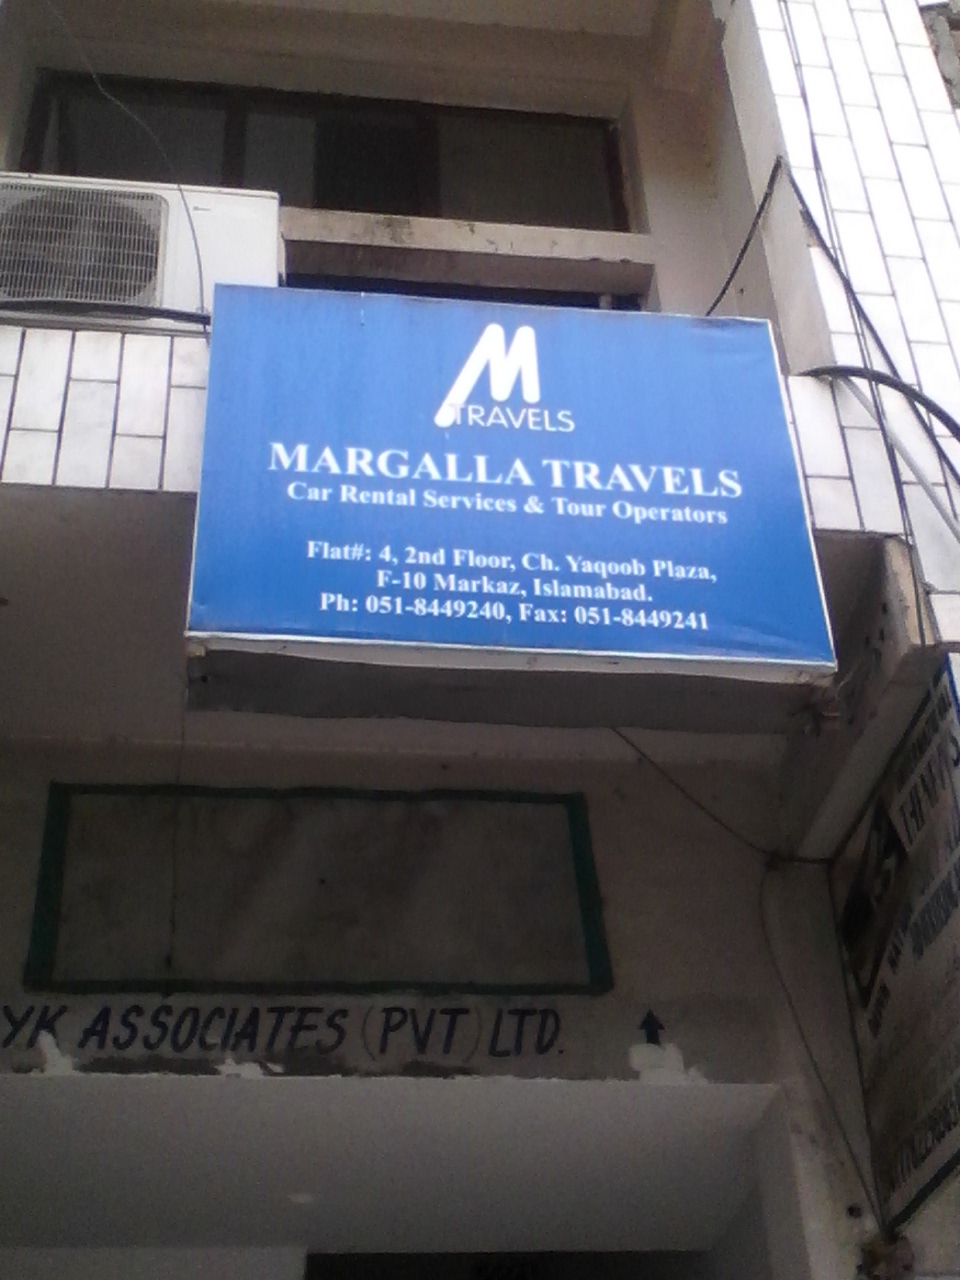 M
TRAVELS
MARGALLA TRAVELS
Car Rental Services & Tour Operators
Flat#: 4, 2nd Floor, Ch. Yaqoob Plaza,
F-10 Markaz, Islamabad.
Ph: 051-8449240, Fax: 051-8449241
YK ASSOCIATES (PVT) LTD.